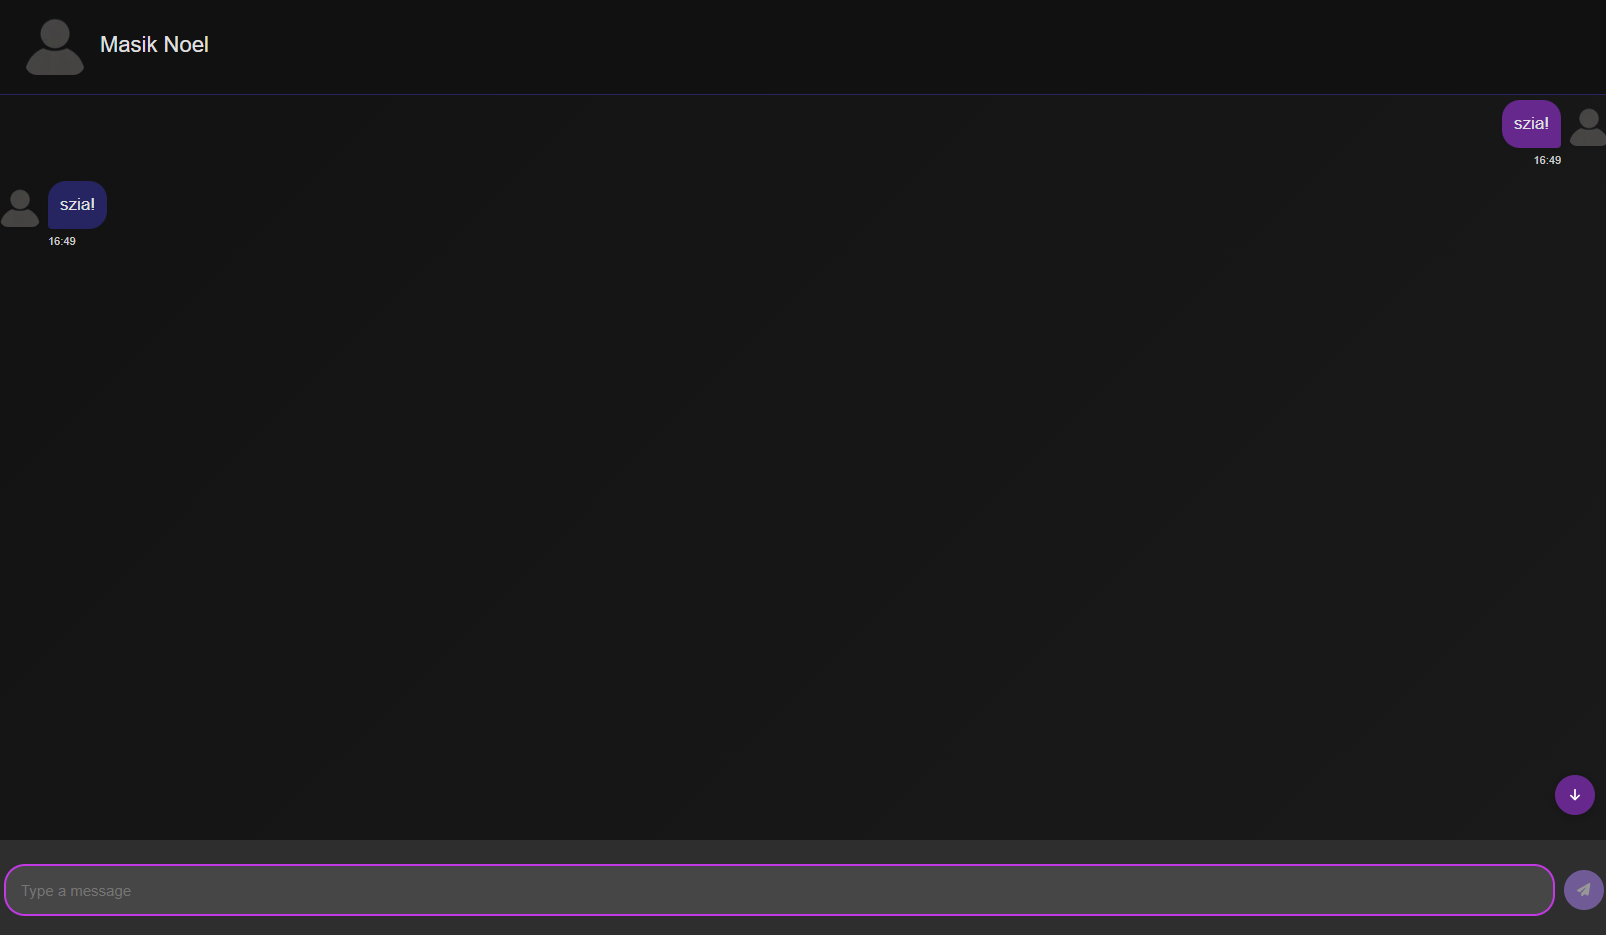 Masik Noel
szia!
16:49
szia!
16:49
Type a message